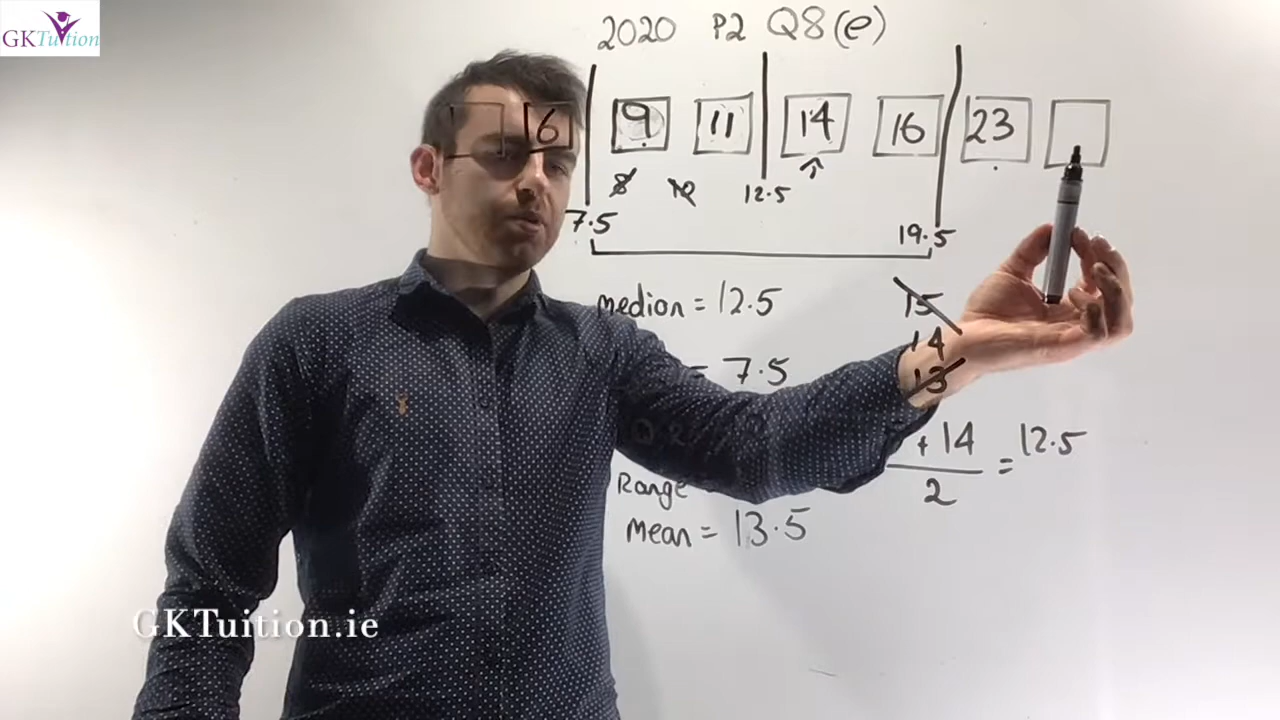 GKTuition
2020 P2 Q8(e)
6 9 11 14 16 23
8 12.5
7.5 19.5
median = 12.5 15
14
= 7.5 13
+ 14
2 = 12.5
Range
mean = 13.5
GKTuition.ie